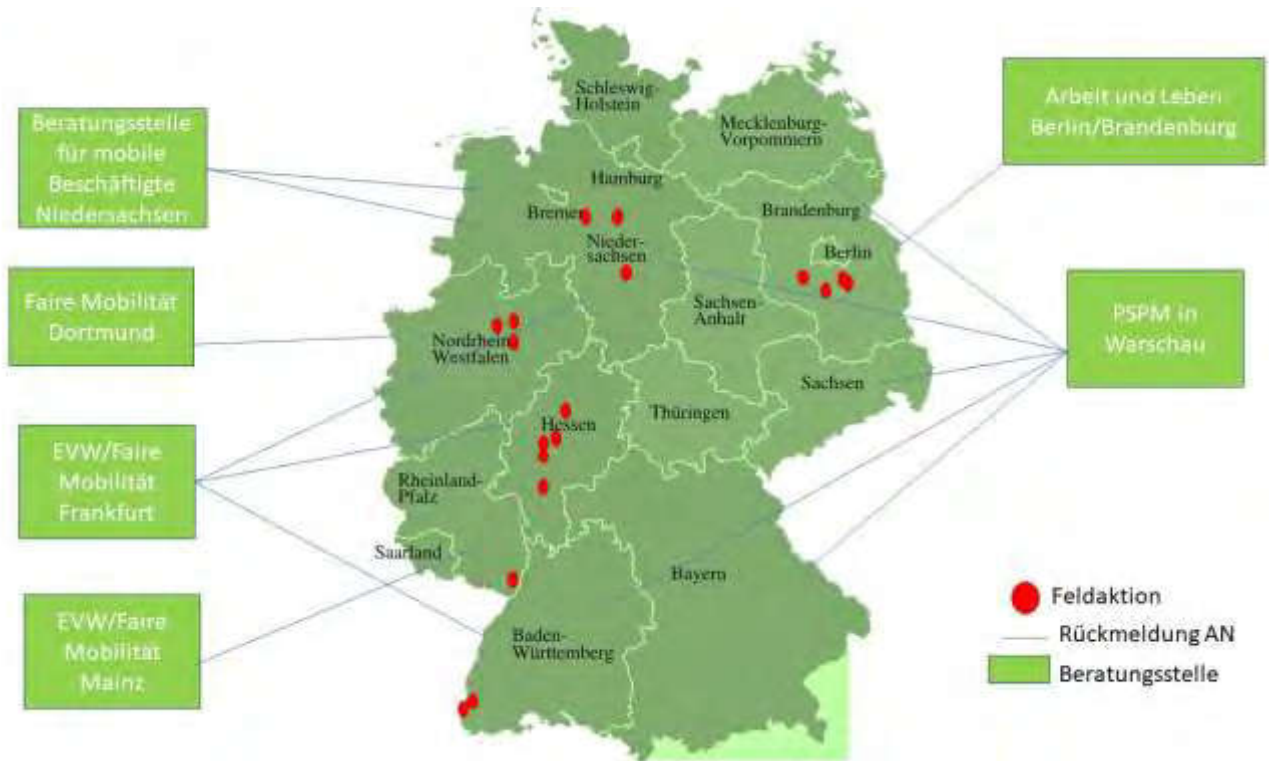 Beratungsstelle
für mobile
Beschäftigte
Niedersachsen
Faire Mobilität
Dortmund
EVW/Faire
Mobilität
Frankfurt
EVW/Faire
Mobilität
Mainz
Schleswig-
Holstein
Mecklenburg-
Vorpommern
Hamburg
Bremen
Nieder-
sachsen
Brandenburg
Berlin
Sachsen-
Anhalt
Nordrhein
Westfalen
Sachsen
Thüringen
Hessen
Rheinland-
Pfalz
Saarland
Bayern
Baden-
Württemberg
Arbeit und Leben
Berlin/Brandenburg
PSPM in
Warschau
Feldaktion
Rückmeldung AN
Beratungsstelle